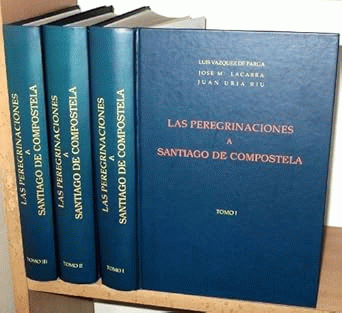 LAS PEREGRINACIONES
A
SANTIAGO DE COMPOSTELA
TOMO III
LAS PEREGRINACIONES
A
SANTIAGO DE COMPOSTELA
TOMO II
LAS PEREGRINACIONES
A
SANTIAGO DE COMPOSTELA
TOMO I
LUIS VAZQUEZ DE PARGA
JOSE M. LACARRA
JUAN URIA RIU
LAS PEREGRINACIONES
A
SANTIAGO DE COMPOSTELA
TOMO I